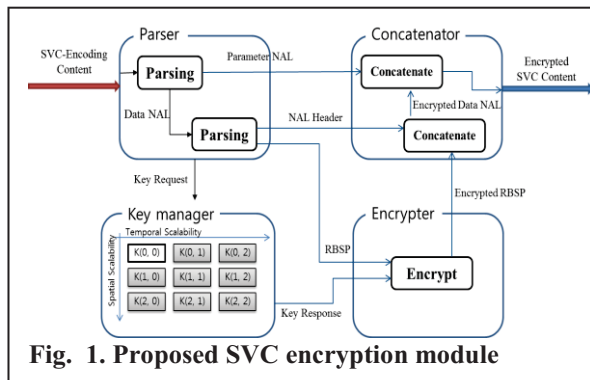 Parser
Concatenator
SVC-Encoding
Content
Parameter NAL
Encrypted
SVC Content
Parsing
Concatenate
Data NAL
Encrypted Data NAL
Parsing
NAL Header
Concatenate
Key Request
Encrypted RBSP
Key manager
Encrypter
Temporal Scalability
Spatial Scalability
K(0, 0) K(0, 1) K(0, 2)
K(1, 0) K(1, 1) K(1, 2)
K(2, 0) K(2, 1) K(2, 2)
RBSP
Encrypt
Key Response
Fig. 1. Proposed SVC encryption module